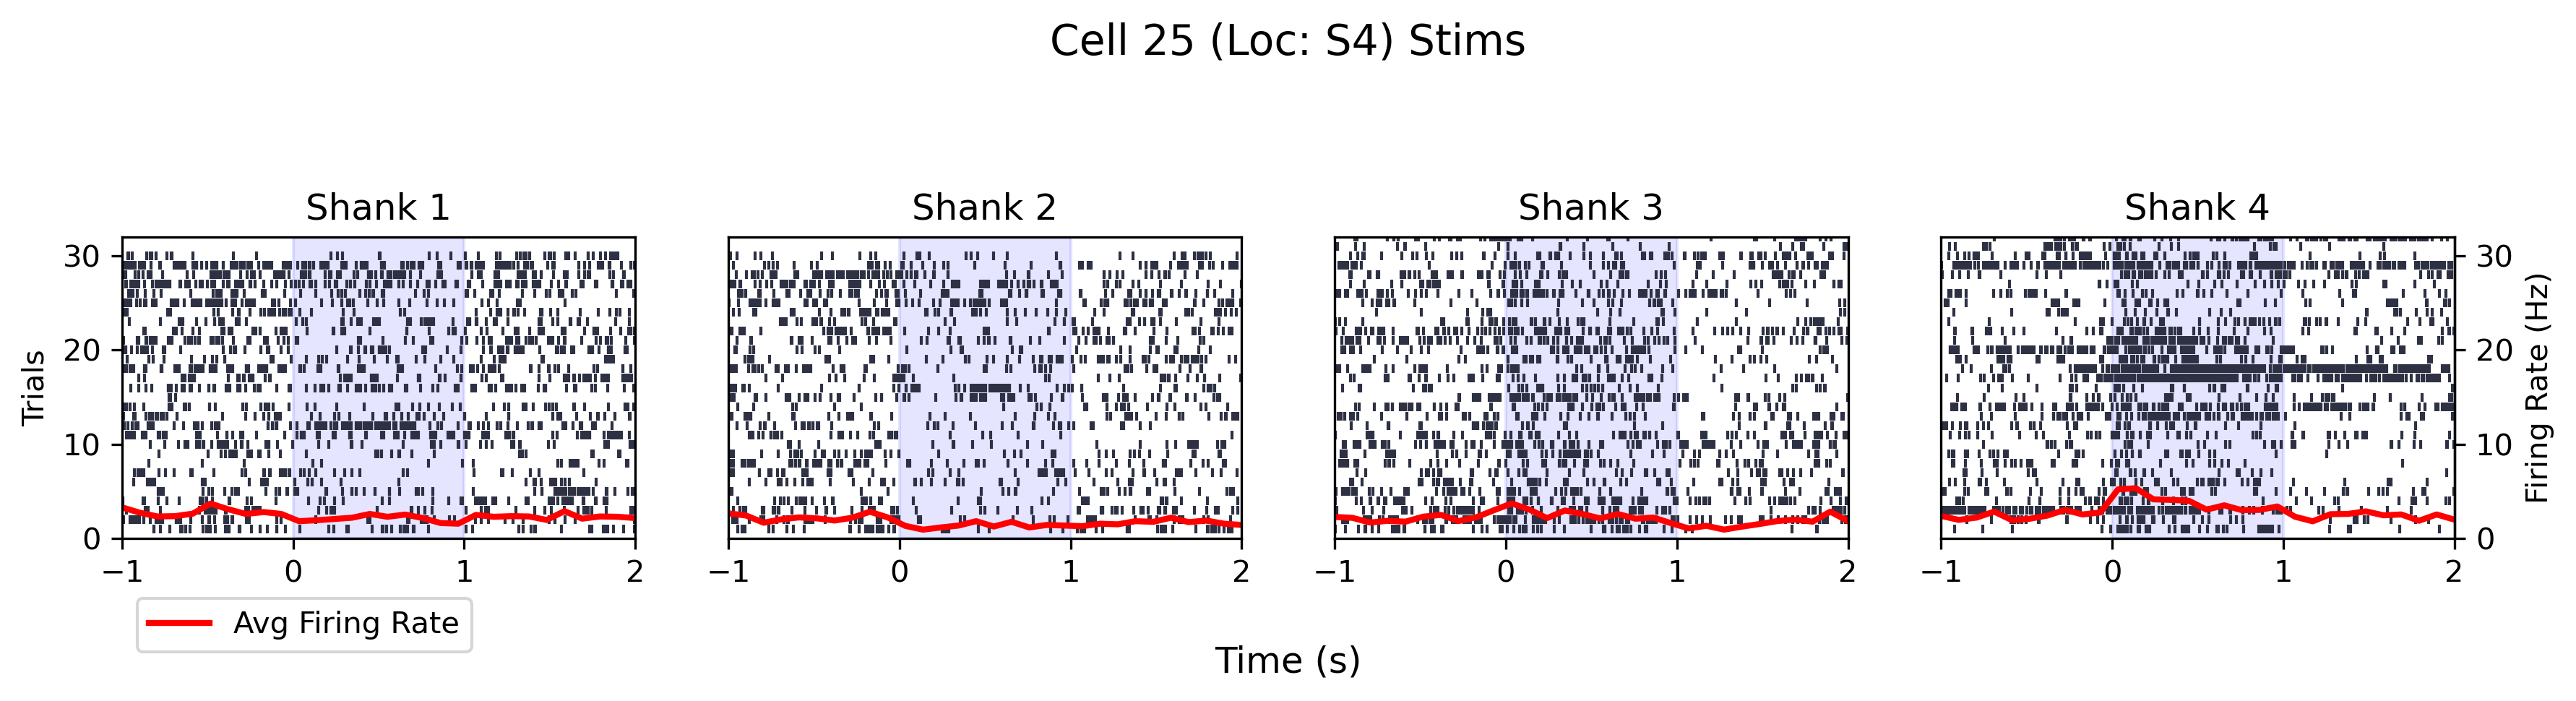 Cell 25 (Loc: S4) Stims
Shank 1
Shank 2
Shank 3
Shank 4
Trials
30
20
10
0
−1
0
1
2
−1
0
1
2
−1
0
1
2
−1
0
1
2
30
20
10
0
Firing Rate (Hz)
Avg Firing Rate
Time (s)